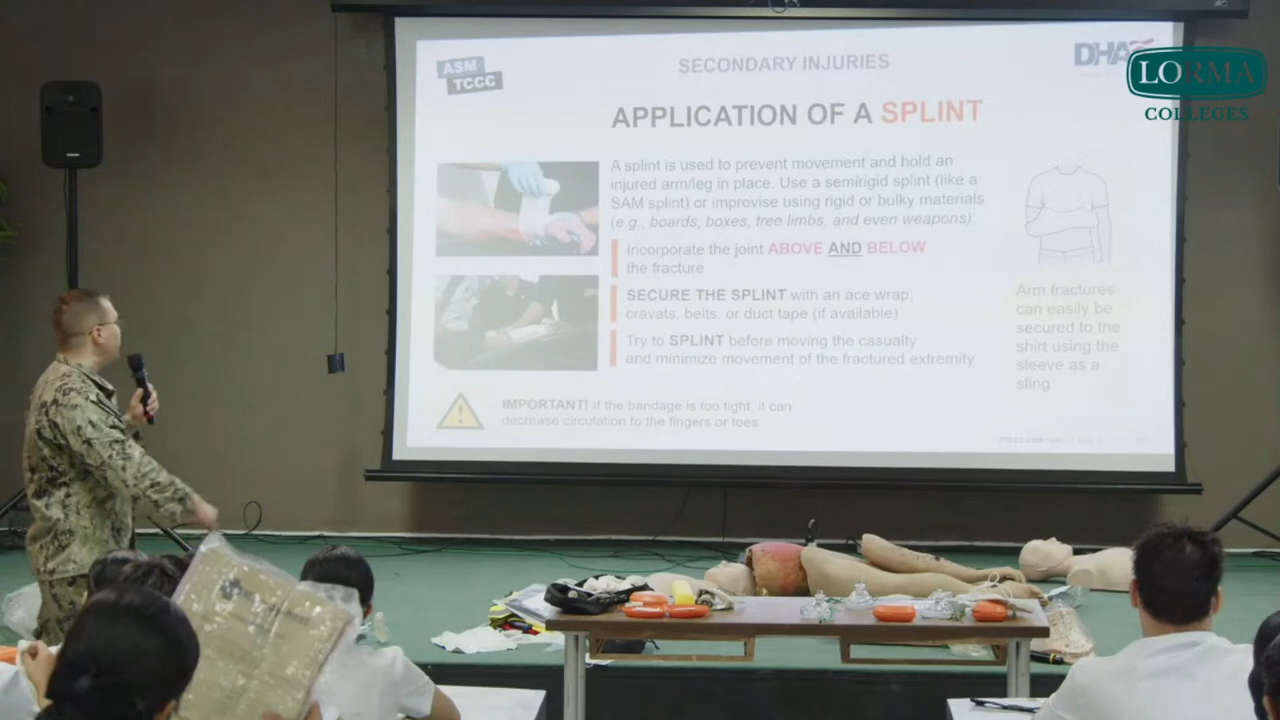 ASM
TCCC
SECONDARY INJURIES
DHA
LORMA
COLLEGES
APPLICATION OF A SPLINT
A splint is used to prevent movement and hold an
injured arm/leg in place. Use a semirigid splint (like a
SAM splint) or improvise using rigid or bulky materials
(e.g., boards, boxes, tree limbs, and even weapons):
Incorporate the joint ABOVE AND BELOW
the fracture
SECURE THE SPLINT with an ace wrap,
cravats, belts, or duct tape (if available)
Try to SPLINT before moving the casualty
and minimize movement of the fractured extremity
Arm fractures
can easily be
secured to the
shirt using the
sleeve as a
sling
IMPORTANT! If the bandage is too tight, it can
decrease circulation to the fingers or toes